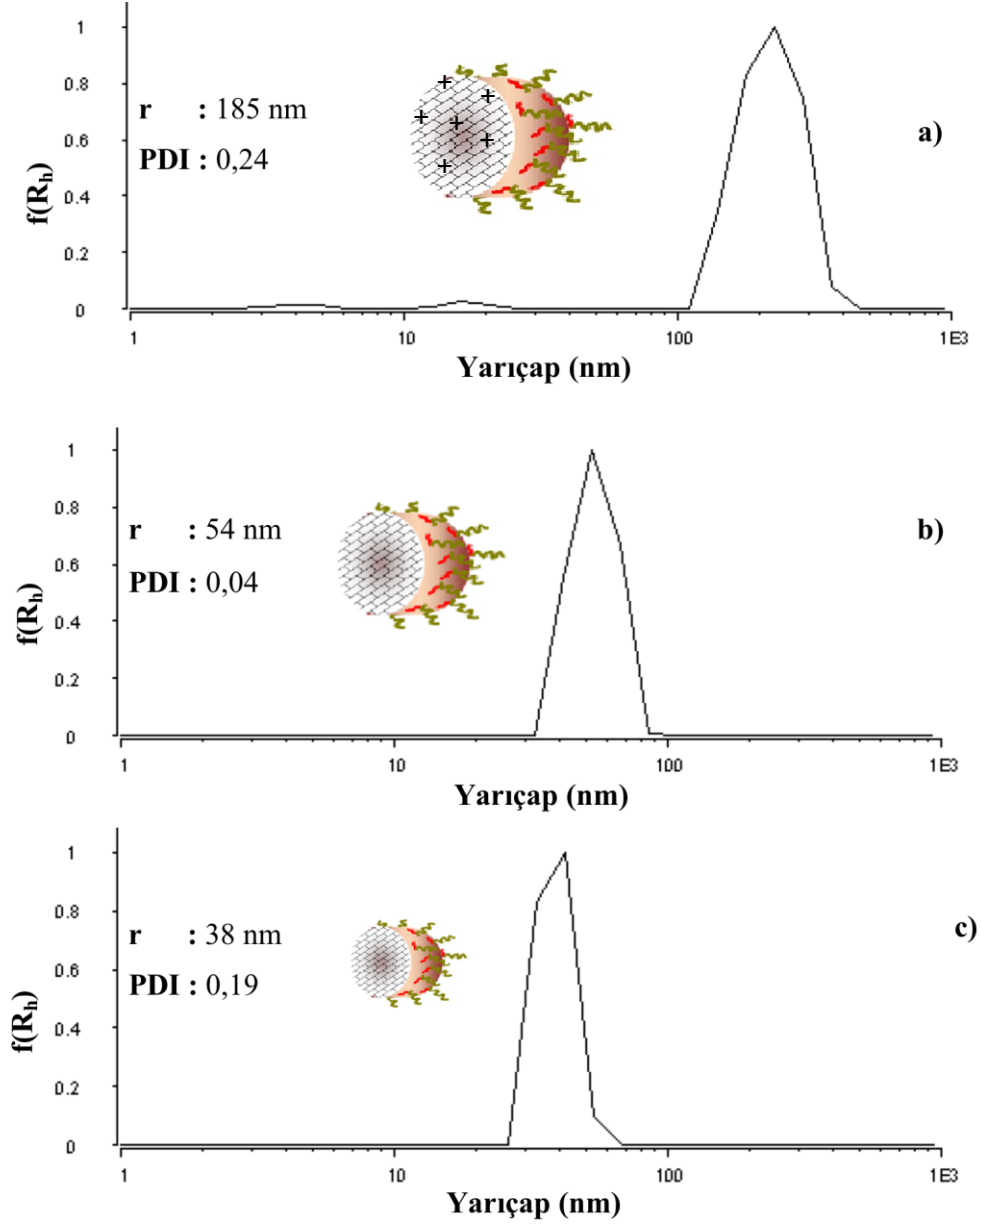 1
0.8
0.6
0.4
0.2
0
f(Rₕ)
r : 185 nm
PDI : 0,24
+ + + + + +
a)
1 10 100 1E3
Yarıçap (nm)
1
0.8
0.6
0.4
0.2
0
f(Rₕ)
r : 54 nm
PDI : 0,04
b)
1 10 100 1E3
Yarıçap (nm)
1
0.8
0.6
0.4
0.2
0
f(Rₕ)
r : 38 nm
PDI : 0,19
c)
1 10 100 1E3
Yarıçap (nm)